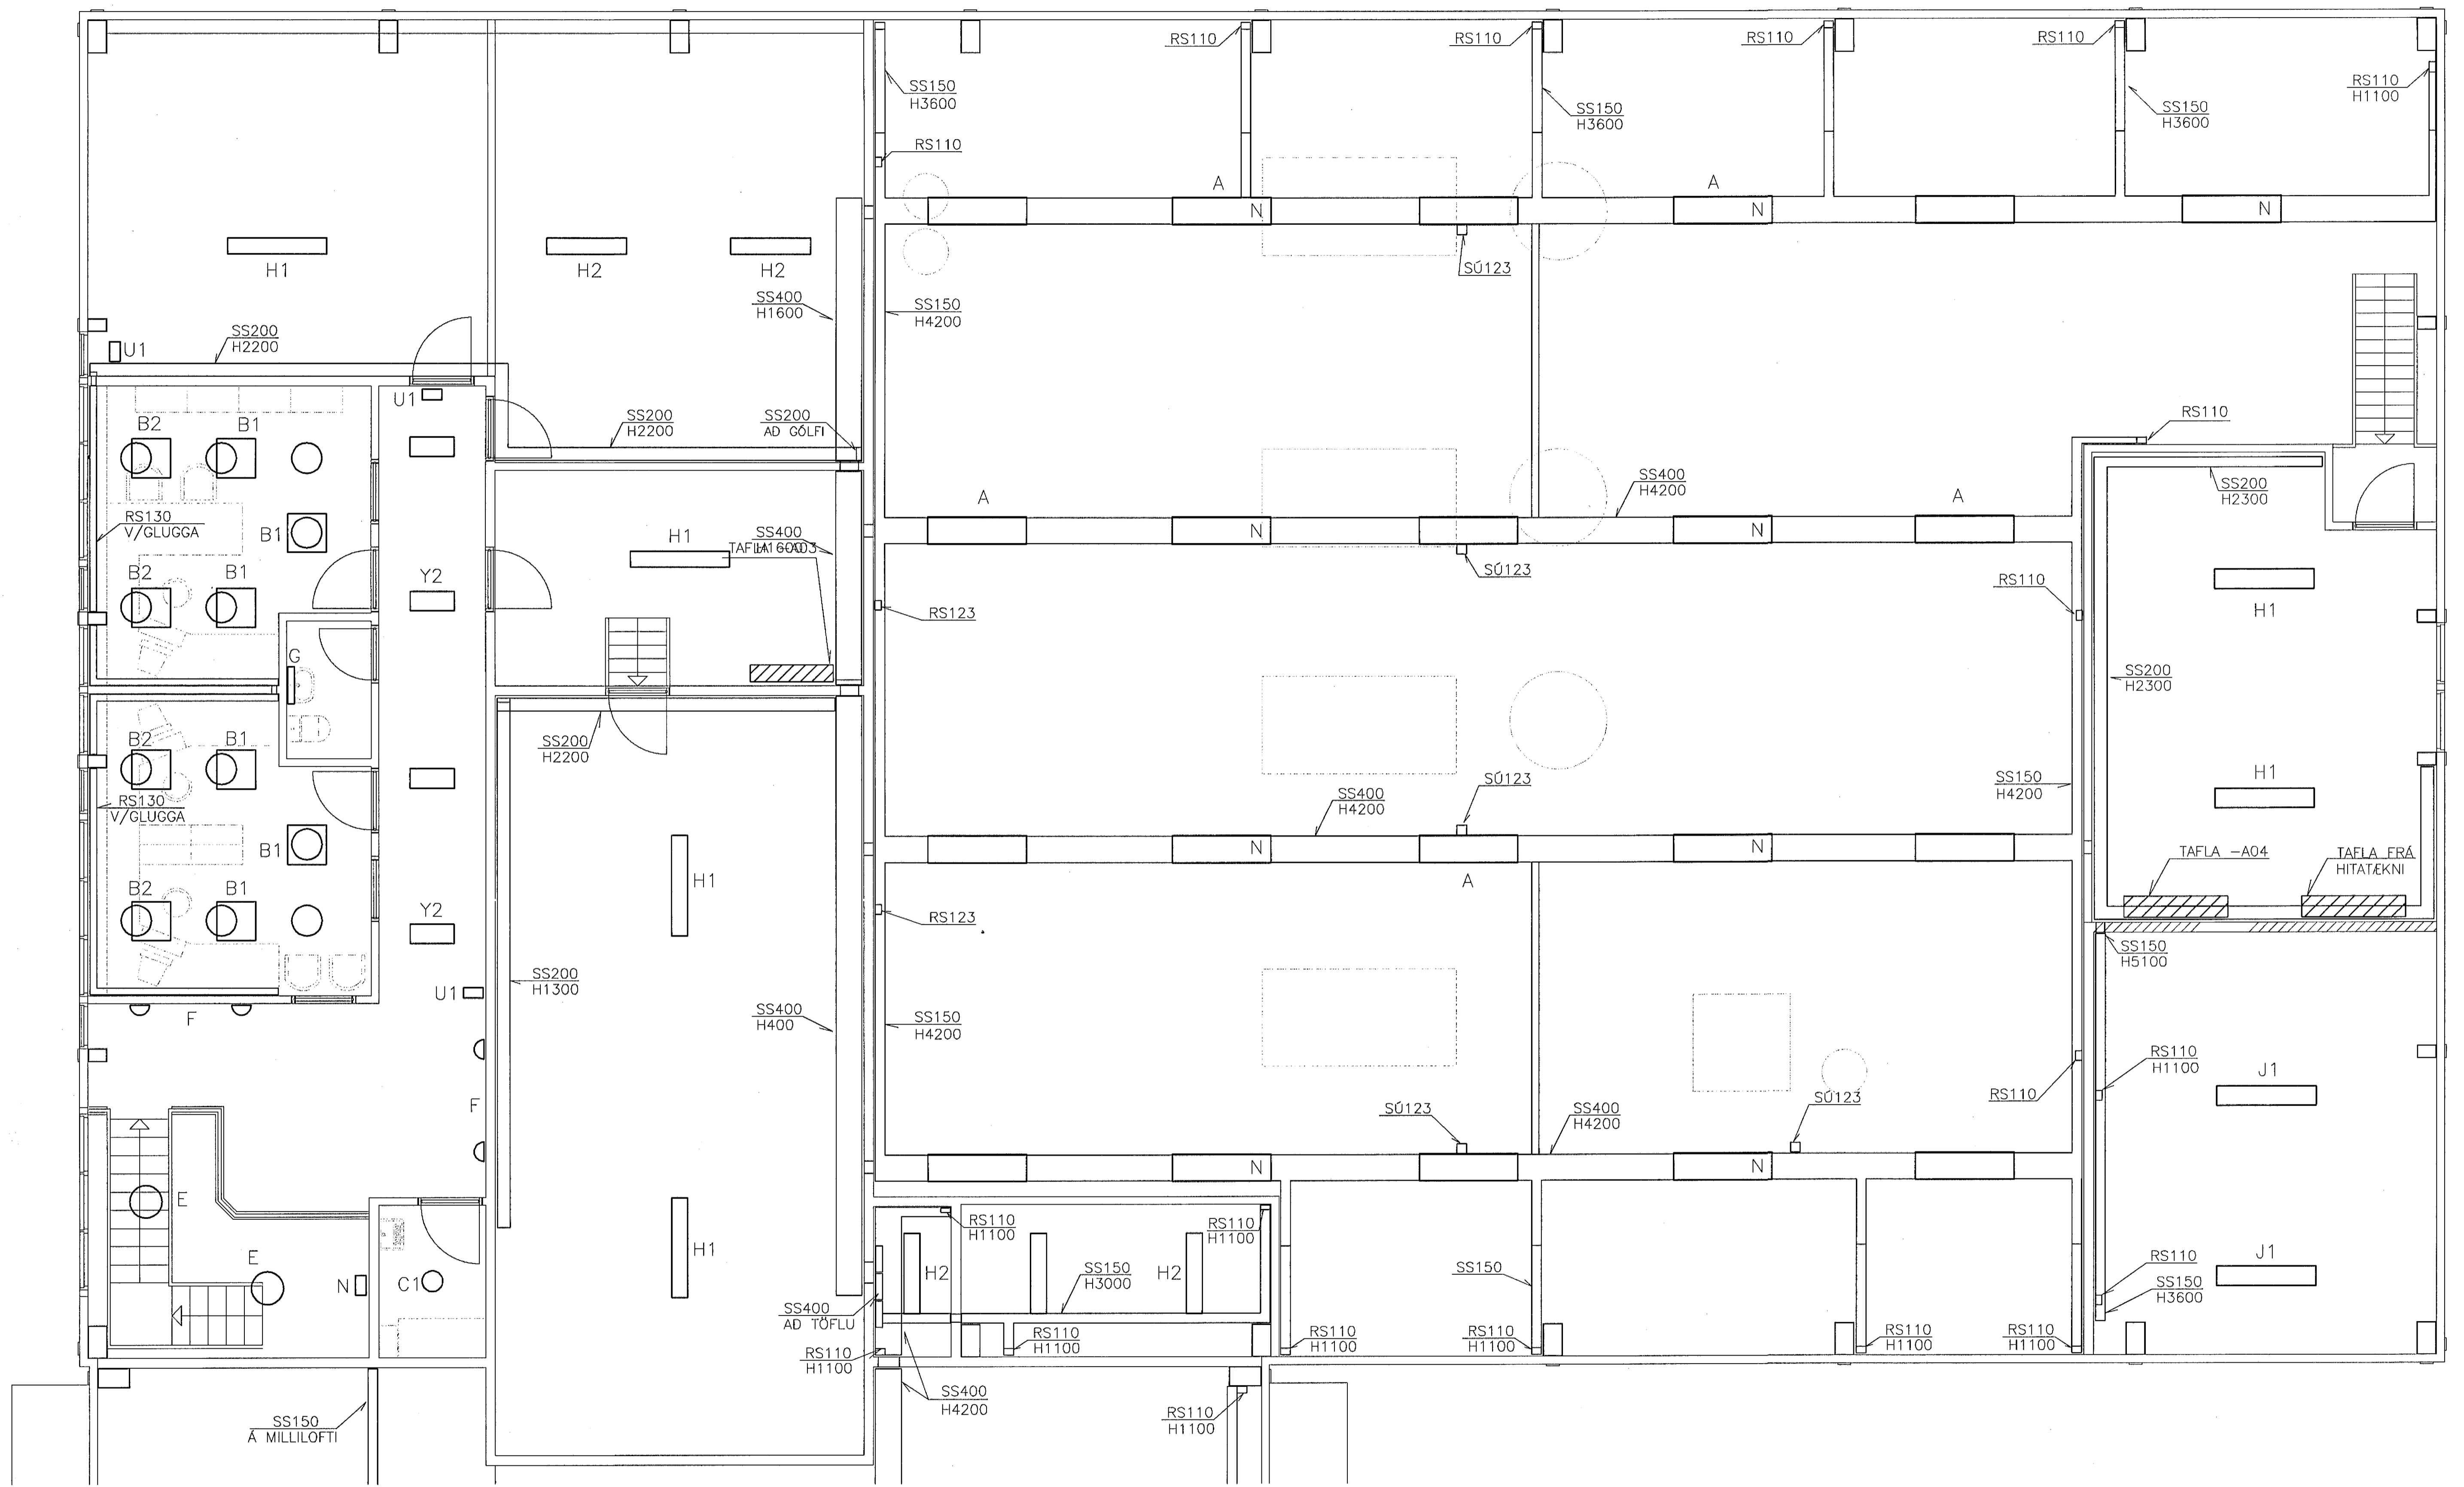 RS110
RS110
RS110
RS110
SS150
H3600
SS150
H3600
SS150
H3600
RS110
H1100
RS110
A
A
N
N
N
H1
H2
H2
SÚ123
SS400
H1600
SS150
H4200
SS200
H2200
U1
U1
SS200
H2200
SS200
AD GÓLFI
RS110
B2
B1
A
SS400
H4200
A
SS200
H2300
RS130
V/GLUGGA
B1
H1
SS400
H1600
TAFLA -A03
N
N
B2
B1
Y2
SÚ123
RS110
H1
RS123
G
SS200
H2300
B2
B1
SS200
H2200
SÚ123
SS150
H4200
H1
RS130
V/GLUGGA
SS400
H4200
B1
N
N
TAFLA -A04
TAFLA FRÁ
HITATÆKNI
B2
B1
Y2
H1
A
RS123
SS150
H5100
U1
SS200
H1300
SS400
H400
SS150
H4200
F
RS110
H1100
J1
F
SÚ123
SS400
H4200
SÚ123
RS110
N
N
E
RS110
H1100
RS110
H1100
E
H1
J1
N
C1
H2
SS150
H3000
H2
SS150
RS110
SS150
H3600
SS400
AD TÖFLU
RS110
H1100
RS110
H1100
RS110
H1100
RS110
H1100
RS110
H1100
RS110
H1100
SS400
H4200
RS110
H1100
SS150
Á MILLILOFTI